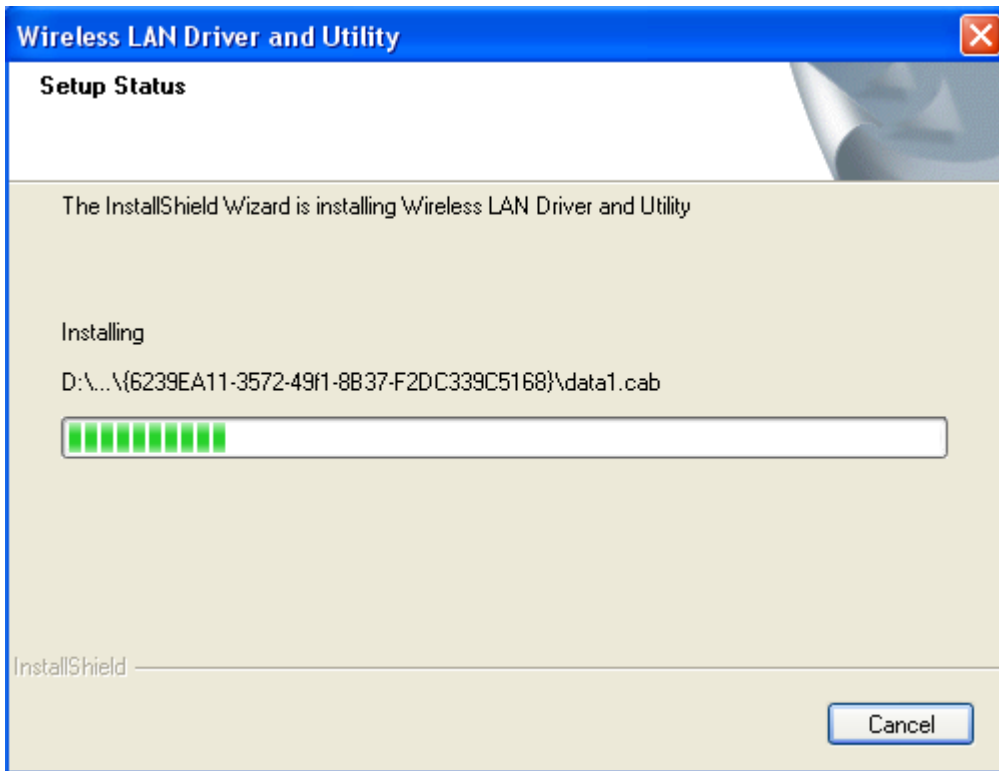 Wireless LAN Driver and Utility
Setup Status
The InstallShield Wizard is installing Wireless LAN Driver and Utility
Installing
D:\...\{6239EA11-3572-49f1-8B37-F2DC339C5168}\data1.cab
InstallShield
Cancel